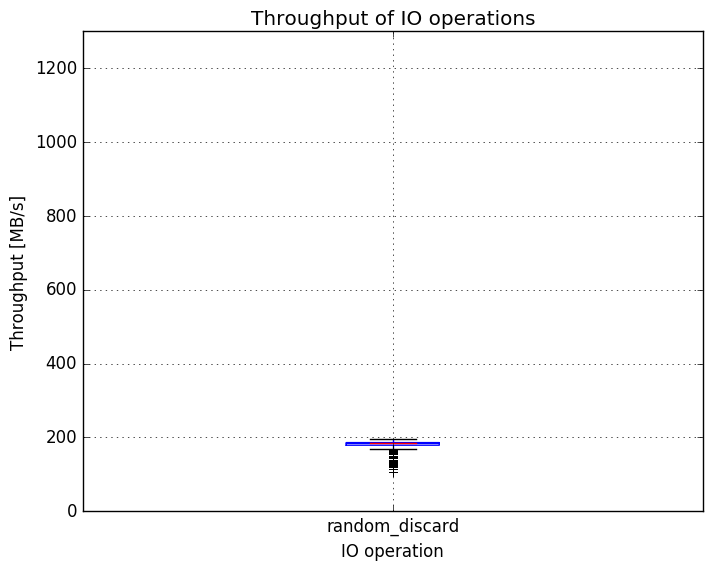 Throughput of IO operations
1200
1000
800
600
400
200
0
Throughput [MB/s]
random_discard
IO operation